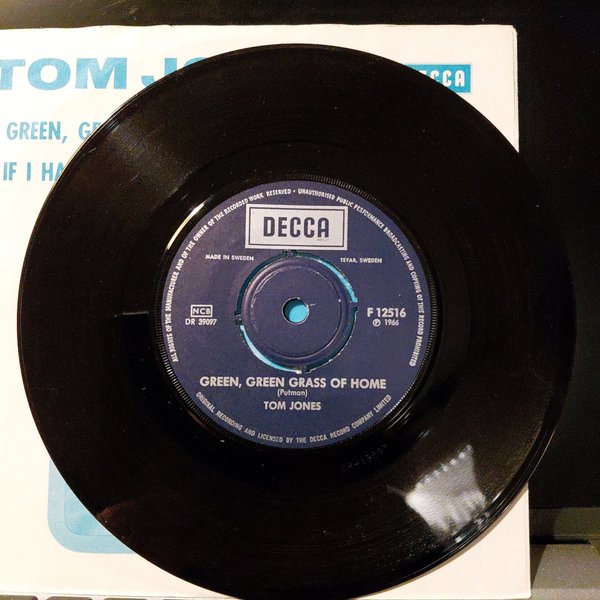 TOM J
DECCA
GREEN, GR
IF I HA
ALL RIGHTS OF THE MANUFACTURER AND OF THE OWNER OF THE RECORDED WORK RESERVED · UNAUTHORISED PUBLIC PERFORMANCE BROADCASTING AND COPYING OF THIS RECORD PROHIBITED
DECCA
MADE IN SWEDEN
TEFAR, SWEDEN
NCB
DR 39097
F 12516
℗ 1966
GREEN, GREEN GRASS OF HOME
(Putman)
TOM JONES
ORIGINAL RECORDING AND LICENSED BY THE DECCA RECORD COMPANY LIMITED